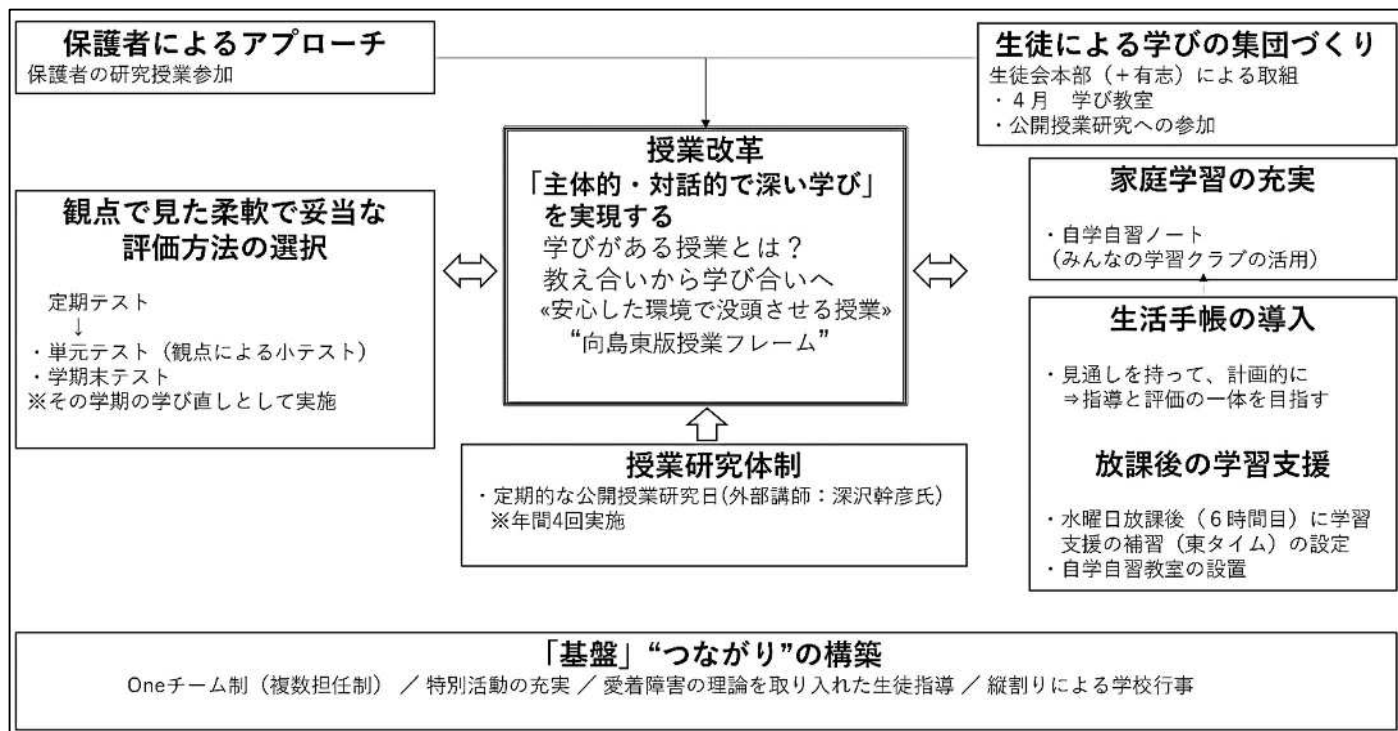 保護者によるアプローチ
保護者の研究授業参加
生徒による学びの集団づくり
生徒会本部（＋有志）による取組
・４月　学び教室
・公開授業研究への参加
授業改革
「主体的・対話的で深い学び」
を実現する
学びがある授業とは？
教え合いから学び合いへ
«安心した環境で没頭させる授業»
“向島東版授業フレーム”
観点で見た柔軟で妥当な
評価方法の選択
定期テスト
↓
・単元テスト（観点による小テスト）
・学期末テスト
※その学期の学び直しとして実施
家庭学習の充実
・自学自習ノート
（みんなの学習クラブの活用）
生活手帳の導入
・見通しを持って、計画的に
⇒指導と評価の一体を目指す
放課後の学習支援
・水曜日放課後（６時間目）に学習
支援の補習（東タイム）の設定
・自学自習教室の設置
授業研究体制
・定期的な公開授業研究日(外部講師：深沢幹彦氏)
※年間4回実施
「基盤」“つながり”の構築
Oneチーム制（複数担任制）／特別活動の充実／愛着障害の理論を取り入れた生徒指導／縦割りによる学校行事